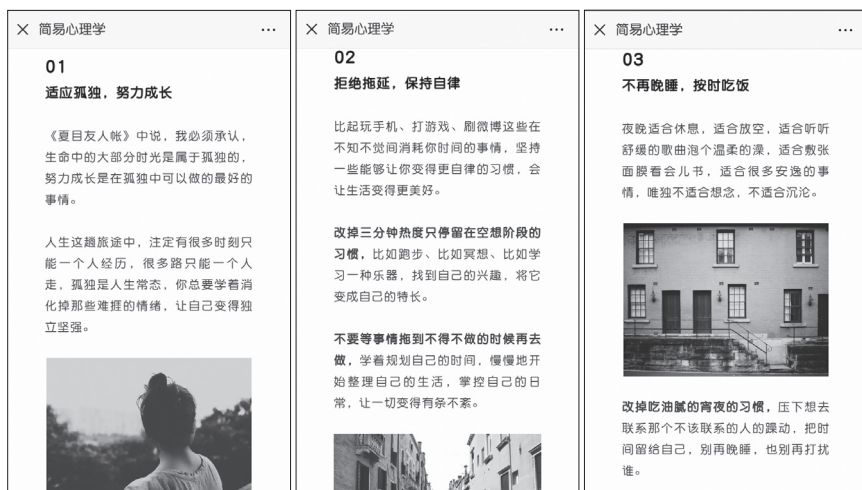 简易心理学
01
适应孤独，努力成长
《夏目友人帐》中说，我必须承认，
生命中的大部分时光是属于孤独的，
努力成长是在孤独中可以做的最好的
事情。
人生这趟旅途中，注定有很多时刻只
能一个人经历，很多路只能一个人
走，孤独是人生常态，你总要学着消
化掉那些难捱的情绪，让自己变得独
立坚强。
简易心理学
02
拒绝拖延，保持自律
比起玩手机、打游戏、刷微博这些在
不知不觉间消耗你时间的事情，坚持
一些能够让你变得更自律的习惯，会
让生活变得更美好。
改掉三分钟热度只停留在空想阶段的
习惯，比如跑步、比如冥想、比如学
习一种乐器，找到自己的兴趣，将它
变成自己的特长。
不要等事情拖到不得不做的时候再去
做，学着规划自己的时间，慢慢地开
始整理自己的生活，掌控自己的日
常，让一切变得有条不紊。
简易心理学
03
不再晚睡，按时吃饭
夜晚适合休息，适合放空，适合听听
舒缓的歌曲泡个温柔的澡，适合敷张
面膜看会儿书，适合很多安逸的事
情，唯独不适合想念，不适合沉沦。
改掉吃油腻的宵夜的习惯，压下想去
联系那个不该联系的人的躁动，把时
间留给自己，别再晚睡，也别再打扰
谁。